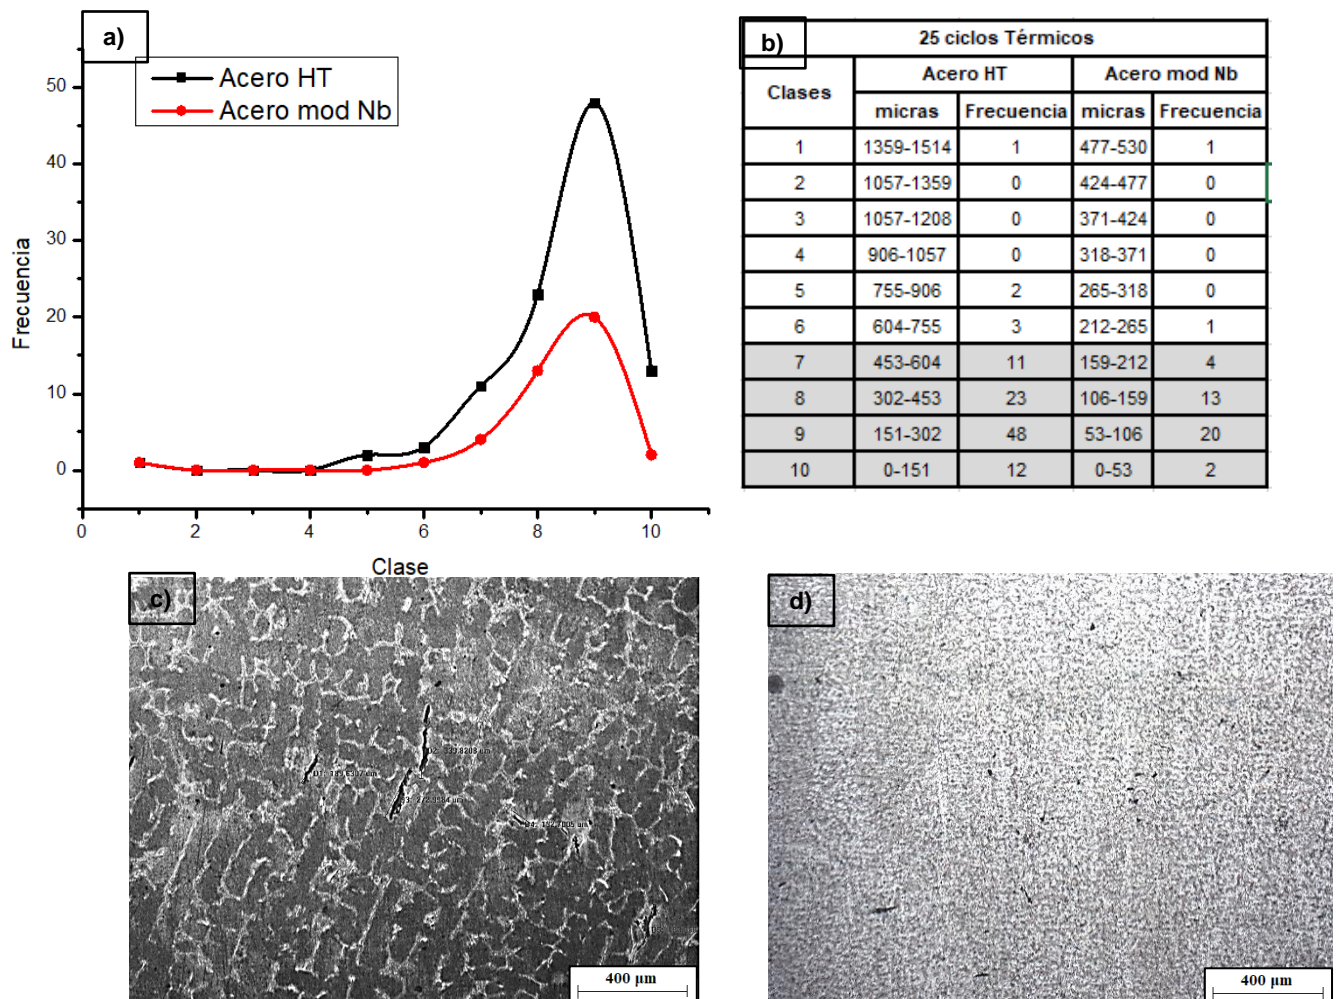 a)
Acero HT
Acero mod Nb
50
40
30
20
10
0
Frecuencia
0 2 4 6 8 10
Clase
b)
25 ciclos Térmicos
Clases Acero HT Acero mod Nb
micras Frecuencia micras Frecuencia
1 1359-1514 1 477-530 1
2 1057-1359 0 424-477 0
3 1057-1208 0 371-424 0
4 906-1057 0 318-371 0
5 755-906 2 265-318 0
6 604-755 3 212-265 1
7 453-604 11 159-212 4
8 302-453 23 106-159 13
9 151-302 48 53-106 20
10 0-151 12 0-53 2
c)
400 µm
d)
400 µm